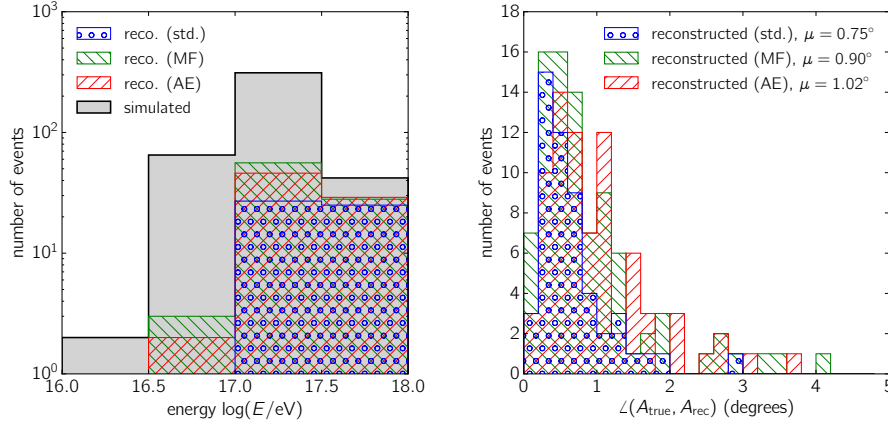 10³
10²
10¹
10⁰
number of events
reco. (std.)
reco. (MF)
reco. (AE)
simulated
16.0 16.5 17.0 17.5 18.0
energy log(E/eV)
18
16
14
12
10
8
6
4
2
0
number of events
reconstructed (std.), μ = 0.75°
reconstructed (MF), μ = 0.90°
reconstructed (AE), μ = 1.02°
0 1 2 3 4 5
∠(A_true, A_rec) (degrees)